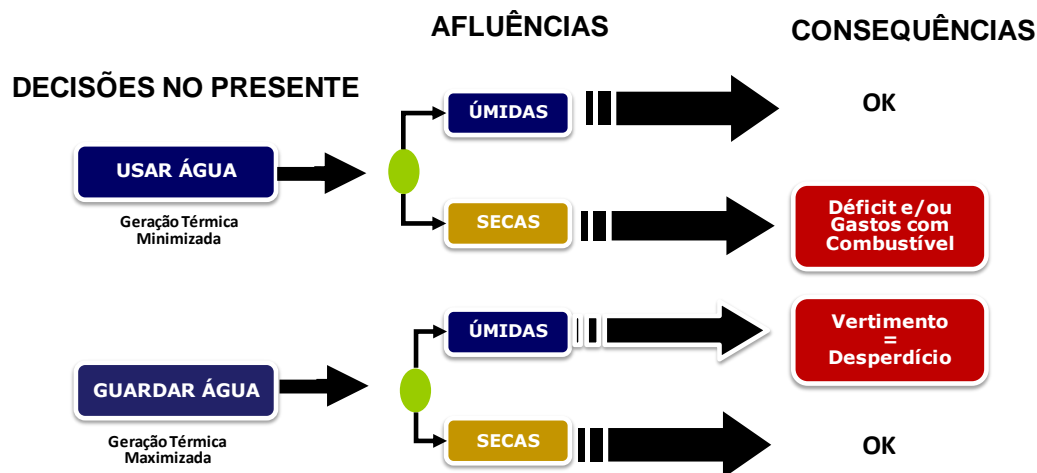 AFLUÊNCIAS
CONSEQUÊNCIAS
DECISÕES NO PRESENTE
ÚMIDAS
OK
USAR ÁGUA
Geração Térmica
Minimizada
SECAS
Déficit e/ou
Gastos com
Combustível
ÚMIDAS
Vertimento
=
Desperdício
GUARDAR ÁGUA
Geração Térmica
Maximizada
SECAS
OK